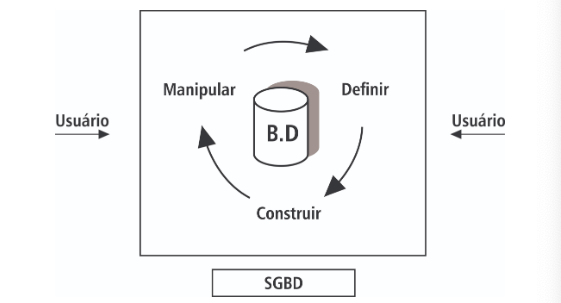 Manipular
Definir
Usuário
B.D
Usuário
Construir
SGBD